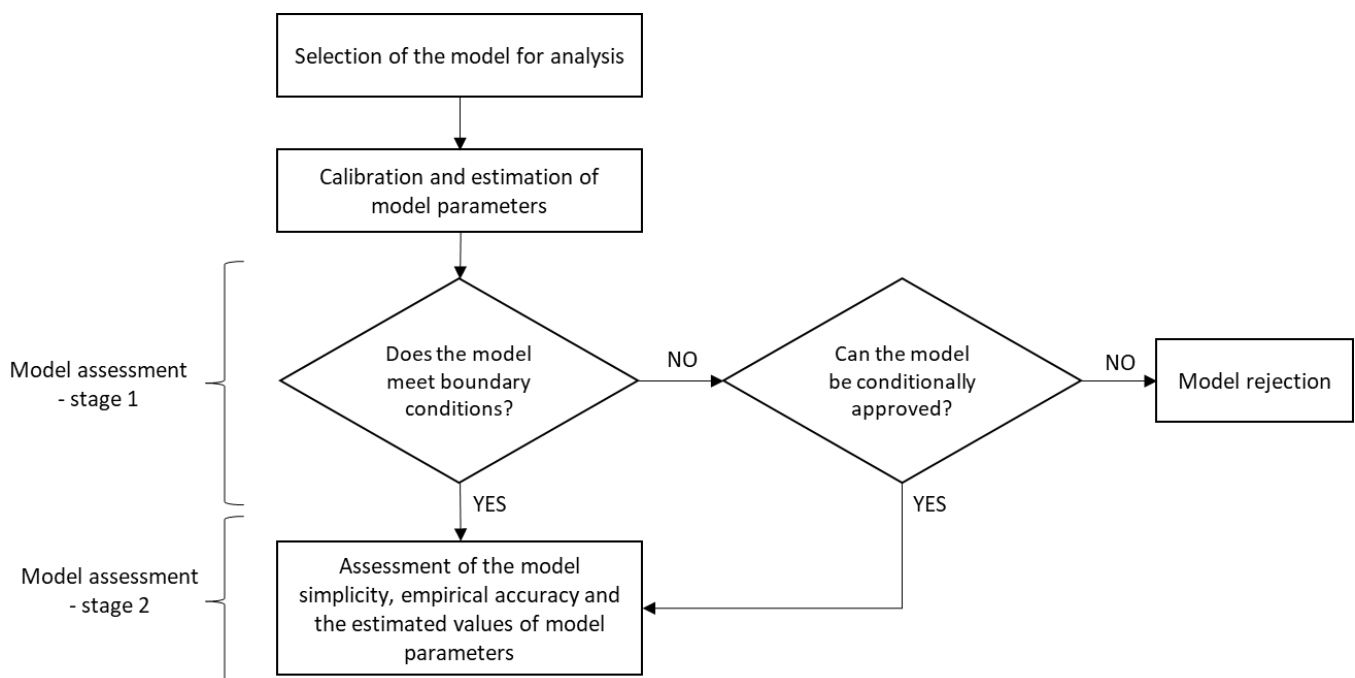 Selection of the model for analysis
Calibration and estimation of
model parameters
Model assessment
- stage 1
Does the model
meet boundary
conditions?
NO
Can the model
be conditionally
approved?
NO
Model rejection
YES
YES
Model assessment
- stage 2
Assessment of the model
simplicity, empirical accuracy and
the estimated values of model
parameters